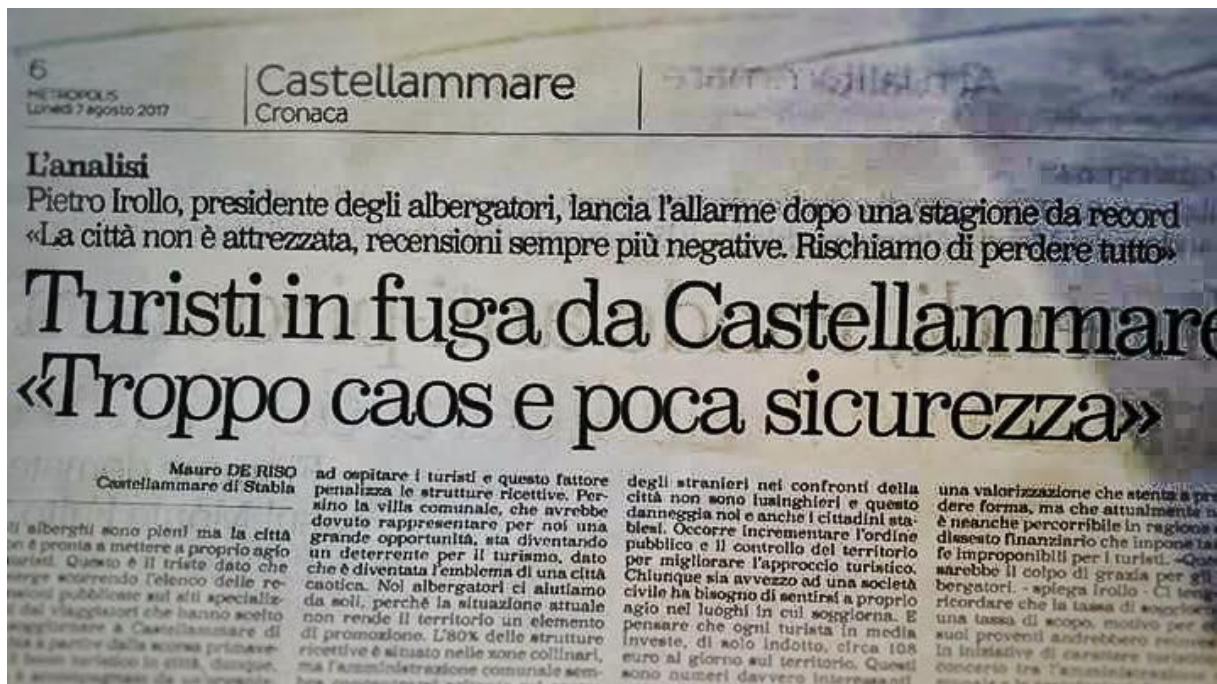 6
METROPOLIS
Lunedì 7 agosto 2017
Castellammare
Cronaca
L'analisi
Pietro Irollo, presidente degli albergatori, lancia l'allarme dopo una stagione da record
«La città non è attrezzata, recensioni sempre più negative. Rischiamo di perdere tutto»
Turisti in fuga da Castellammare
«Troppo caos e poca sicurezza»
Mauro DE RISO
Castellammare di Stabia
alberghi sono pieni ma la città
è pronta a mettere a proprio agio
Questo è il triste dato che
scorrendo l'elenco delle
pubblicate sui siti
dai viaggiatori che hanno scelto
a Castellammare di
a partire dalla scorsa
ad ospitare i turisti e questo fattore
penalizza le strutture ricettive. Per-
sino la villa comunale, che avrebbe
dovuto rappresentare per noi una
grande opportunità, sta diventando
un deterrente per il turismo, dato
che è diventata l'emblema di una città
caotica. Noi albergatori ci aiutiamo
da soli, perché la situazione attuale
non rende il territorio un elemento
di promozione. L'80% delle strutture
ricettive è situato nelle zone collinari,
ma l'amministrazione comunale sem-
degli stranieri nei confronti della
città non sono lusinghieri e questo
danneggia noi e anche i cittadini sta-
biesi. Occorre incrementare l'ordine
pubblico e il controllo del territorio
per migliorare l'approccio turistico.
Chiunque sia avvezzo ad una società
civile ha bisogno di sentirsi a proprio
agio nei luoghi in cui soggiorna. E
pensare che ogni turista in media
investe, di solo indotto, circa 108
euro al giorno sul territorio. Questi
sono numeri davvero interessanti
una valorizzazione che stenta a
dere forma, ma che attualmente
è neanche percorribile in ragione
dissesto finanziario che impone
fe improponibili per i turisti.
sarebbe il colpo di grazia per gli
bergatori. - spiega Irollo - Ci
ricordare che la tassa di
una tassa di scopo, motivo per
suoi proventi andrebbero
in iniziative di carattere
concerto tra l'amministrazione